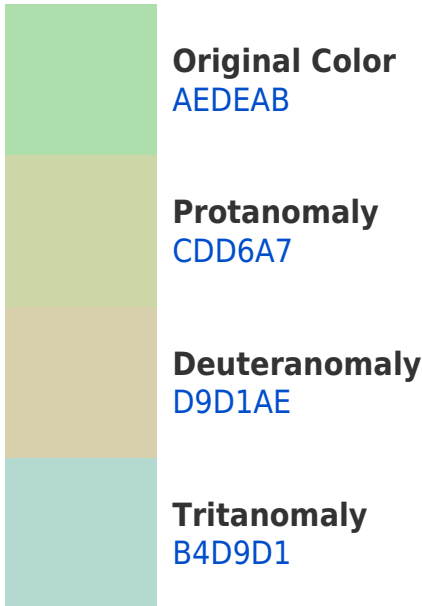 Original Color
AEDEAB
Protanomaly
CDD6A7
Deuteranomaly
D9D1AE
Tritanomaly
B4D9D1